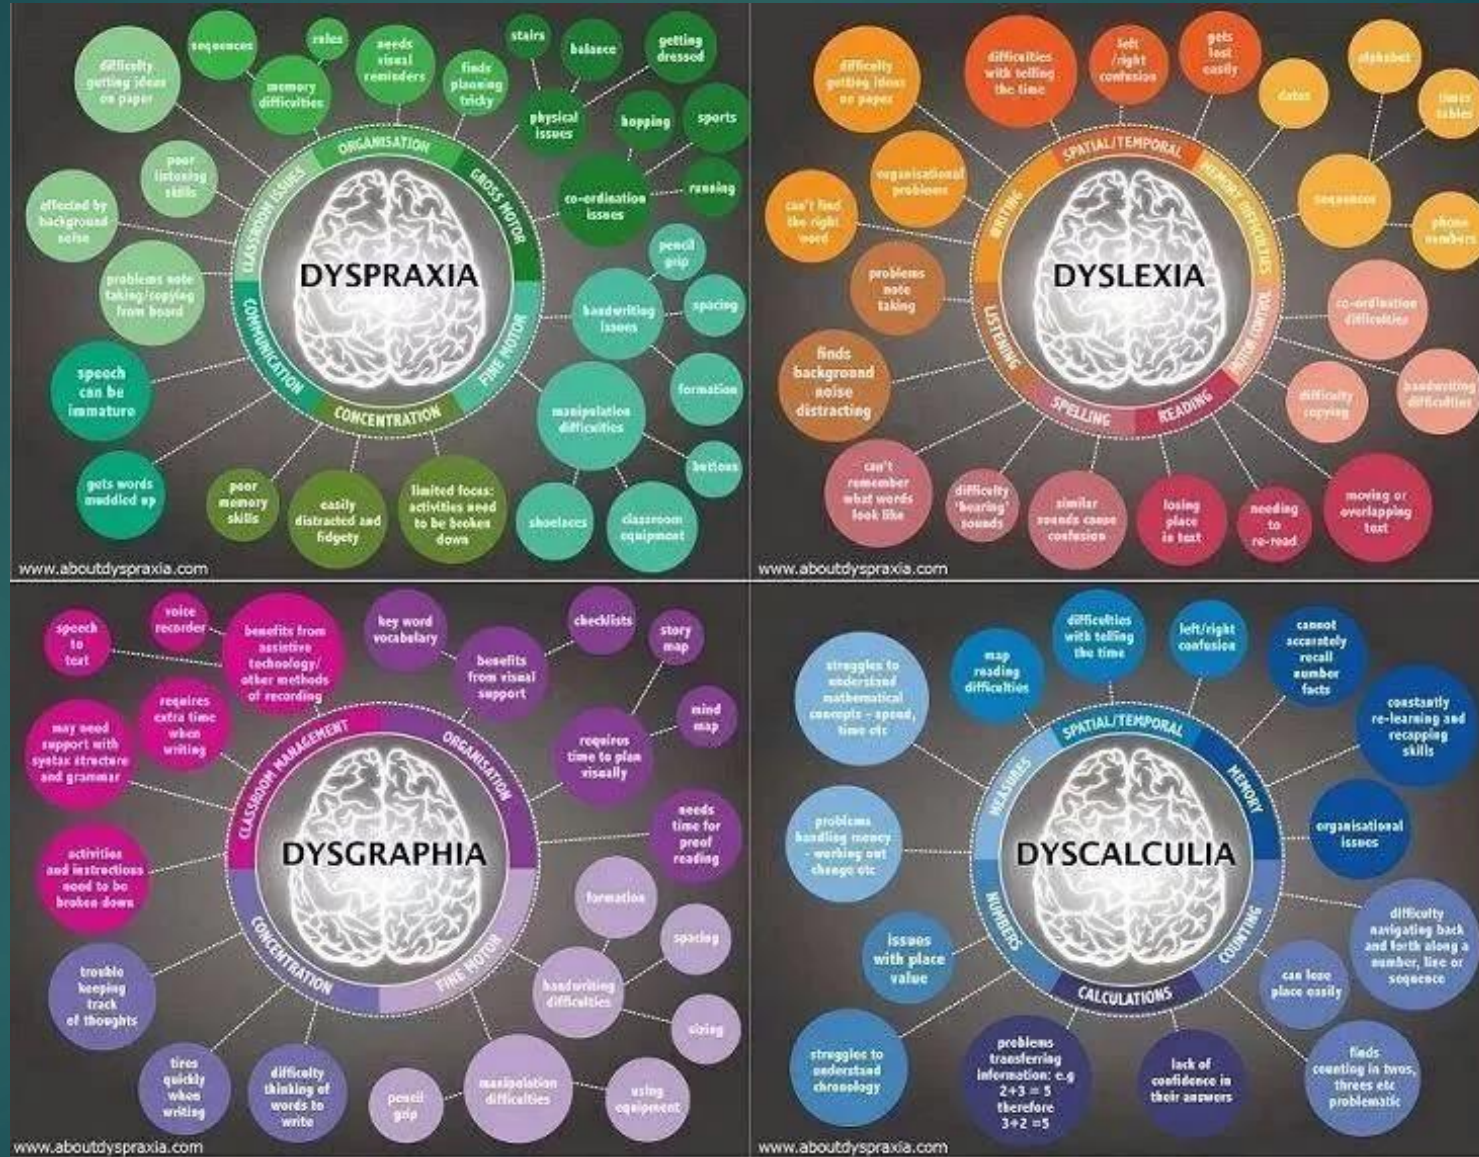 difficulty
getting ideas
on paper
sequences
rules
memory
difficulties
needs
visual
reminders
finds
planning
tricky
stairs
balance
getting
dressed
physical
issues
hopping
sports
co-ordination
issues
running
poor
listening
skills
effected by
background
noise
problems note
taking/copying
from board
CLASSROOM ISSUES
ORGANISATION
GROSS MOTOR
DYSPRAXIA
COMMUNICATION
CONCENTRATION
FINE MOTOR
pencil
grip
handwriting
issues
spacing
formation
manipulation
difficulties
buttons
shoelaces
classroom
equipment
speech
can be
immature
gets words
muddled up
poor
memory
skills
easily
distracted and
fidgety
limited focus:
activities need
to be broken
down
www.aboutdyspraxia.com
difficulty
getting ideas
on paper
difficulties
with telling
the time
left
/right
confusion
gets
lost
easily
dates
alphabet
times
tables
sequences
phone
numbers
organisational
problems
can't find
the right
word
problems
note
taking
finds
background
noise
distracting
WRITING
SPATIAL/TEMPORAL
MEMORY DIFFICULTIES
DYSLEXIA
LISTENING
SPELLING
READING
MOTOR CONTROL
co-ordination
difficulties
handwriting
difficulties
difficulty
copying
can't
remember
what words
look like
difficulty
'hearing'
sounds
similar
sounds cause
confusion
losing
place
in text
needing
to
re-read
moving or
overlapping
text
www.aboutdyspraxia.com
speech
to
text
voice
recorder
benefits from
assistive
technology/
other methods
of recording
key word
vocabulary
benefits
from visual
support
checklists
story
map
mind
map
requires
time to plan
visually
needs
time for
proof
reading
requires
extra time
when
writing
may need
support with
syntax structure
and grammar
activities
and instructions
need to be
broken down
CLASSROOM MANAGEMENT
ORGANISATION
DYSGRAPHIA
CONCENTRATION
FINE MOTOR
formation
spacing
handwriting
difficulties
sizing
manipulation
difficulties
using
equipment
pencil
grip
trouble
keeping
track
of thoughts
tires
quickly
when
writing
difficulty
thinking of
words to
write
www.aboutdyspraxia.com
struggles to
understand
mathematical
concepts - speed,
time etc
map
reading
difficulties
difficulties
with telling
the time
left/right
confusion
cannot
accurately
recall
number
facts
constantly
re-learning and
recapping
skills
organisational
issues
problems
handling money
- working out
change etc
MEASURES
SPATIAL/TEMPORAL
MEMORY
DYSCALCULIA
NUMBERS
CALCULATIONS
COUNTING
issues
with place
value
struggles to
understand
chronology
problems
transferring
information: e.g
2+3 = 5
therefore
3+2 =5
lack of
confidence in
their answers
difficulty
navigating back
and forth along a
number, line or
sequence
can lose
place easily
finds
counting in twos,
threes etc
problematic
www.aboutdyspraxia.com